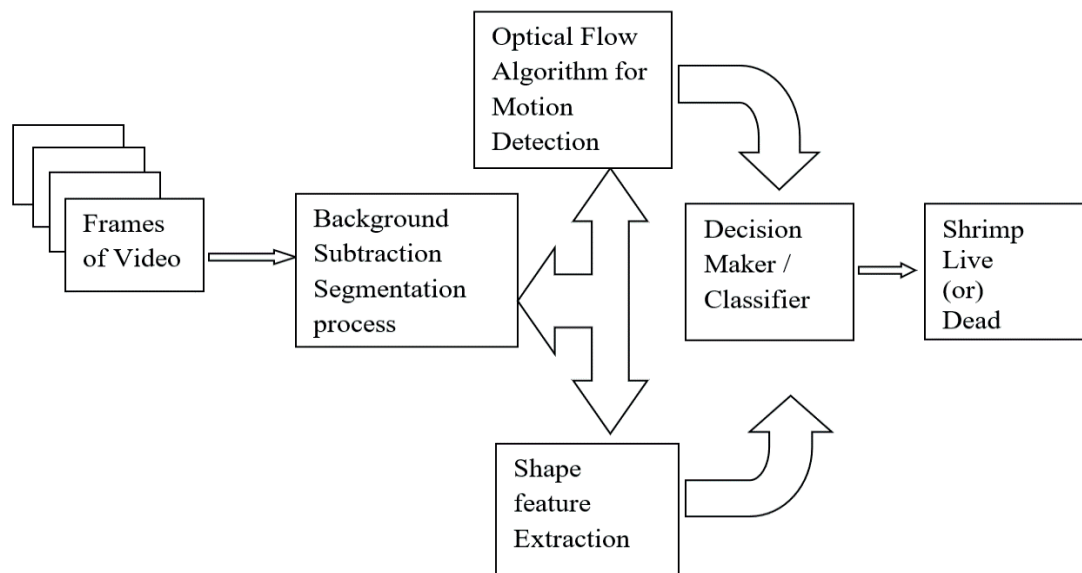 Frames
of Video
Background
Subtraction
Segmentation
process
Optical Flow
Algorithm for
Motion
Detection
Shape
feature
Extraction
Decision
Maker /
Classifier
Shrimp
Live
(or)
Dead